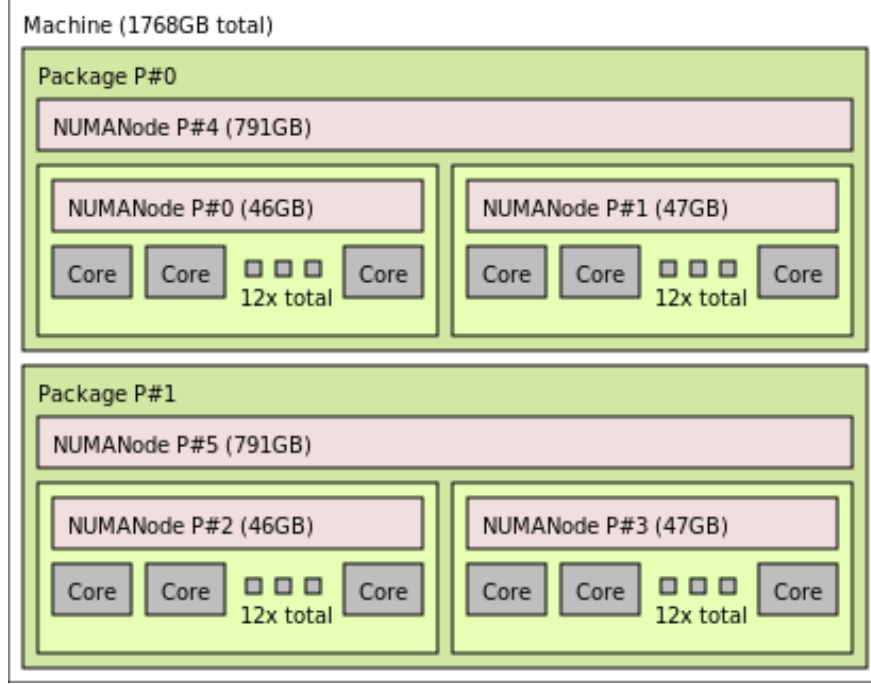 Machine (1768GB total)
Package P#0
NUMANode P#4 (791GB)
NUMANode P#0 (46GB)
NUMANode P#1 (47GB)
Core Core Core
12x total
Core Core Core
12x total
Package P#1
NUMANode P#5 (791GB)
NUMANode P#2 (46GB)
NUMANode P#3 (47GB)
Core Core Core
12x total
Core Core Core
12x total